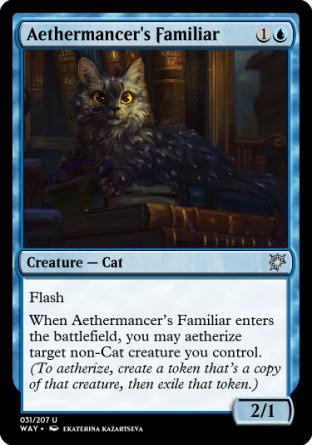 Aethermancer's Familiar 1
Creature — Cat
Flash
When Aethermancer's Familiar enters
the battlefield, you may aetherize
target non-Cat creature you control.
(To aetherize, create a token that's a copy
of that creature, then exile that token.)
2/1
031/207 U
WAY • EKATERINA KAZARTSEVA